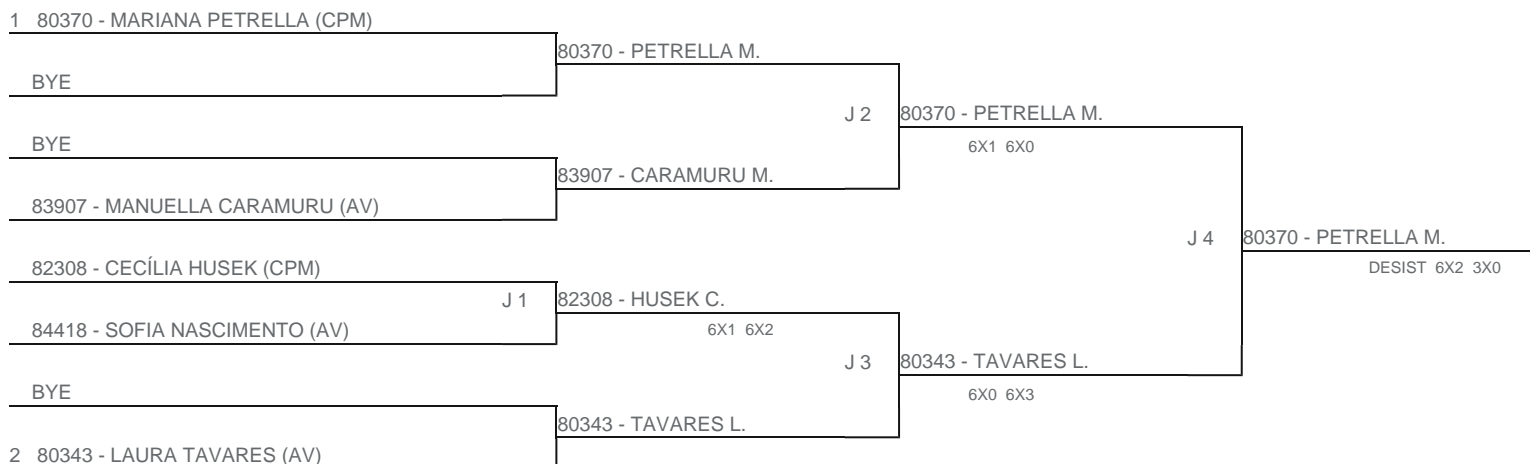 1 80370 - MARIANA PETRELLA (CPM)
80370 - PETRELLA M.
BYE
J 2 80370 - PETRELLA M.
BYE
6X1 6X0
83907 - CARAMURU M.
83907 - MANUELLA CARAMURU (AV)
J 4 80370 - PETRELLA M.
82308 - CECÍLIA HUSEK (CPM)
DESIST 6X2 3X0
J 1 82308 - HUSEK C.
84418 - SOFIA NASCIMENTO (AV)
6X1 6X2
J 3 80343 - TAVARES L.
BYE
6X0 6X3
80343 - TAVARES L.
2 80343 - LAURA TAVARES (AV)